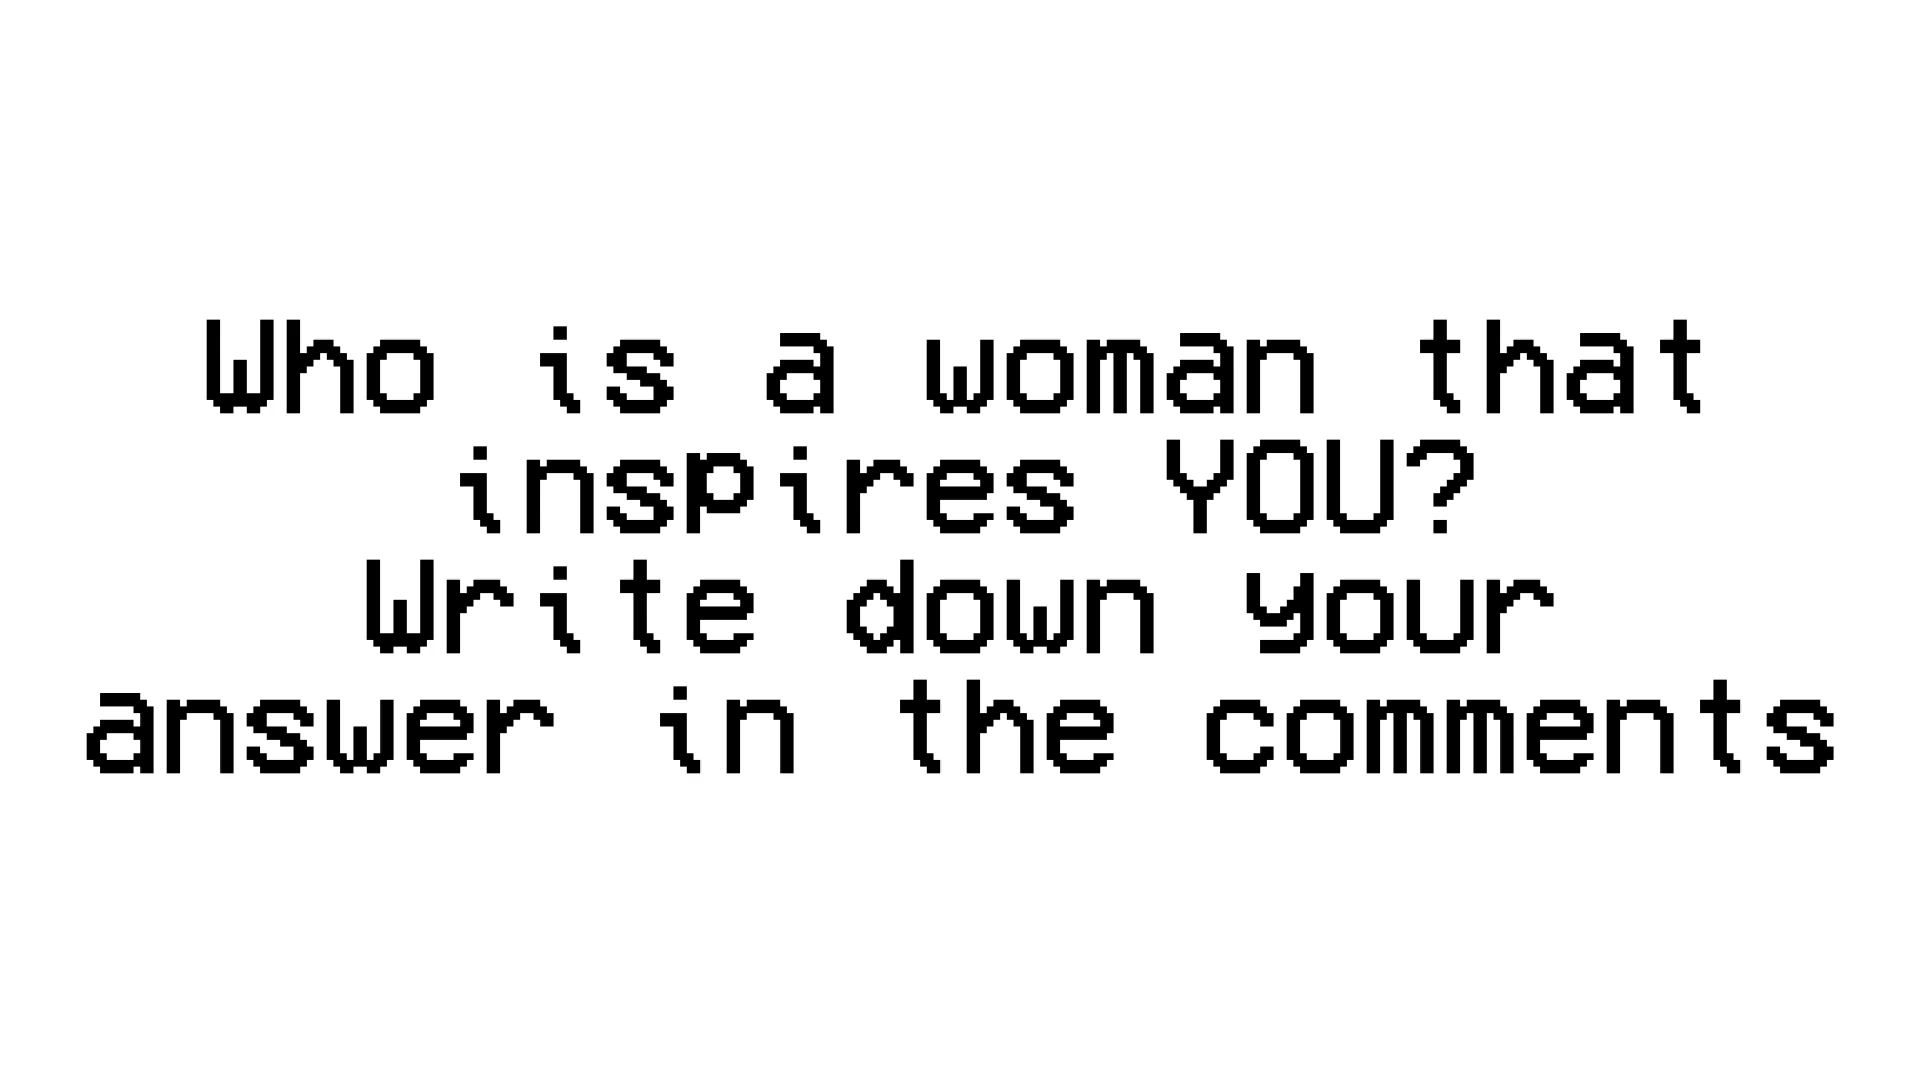 Who is a woman that
inspires YOU?
Write down your
answer in the comments